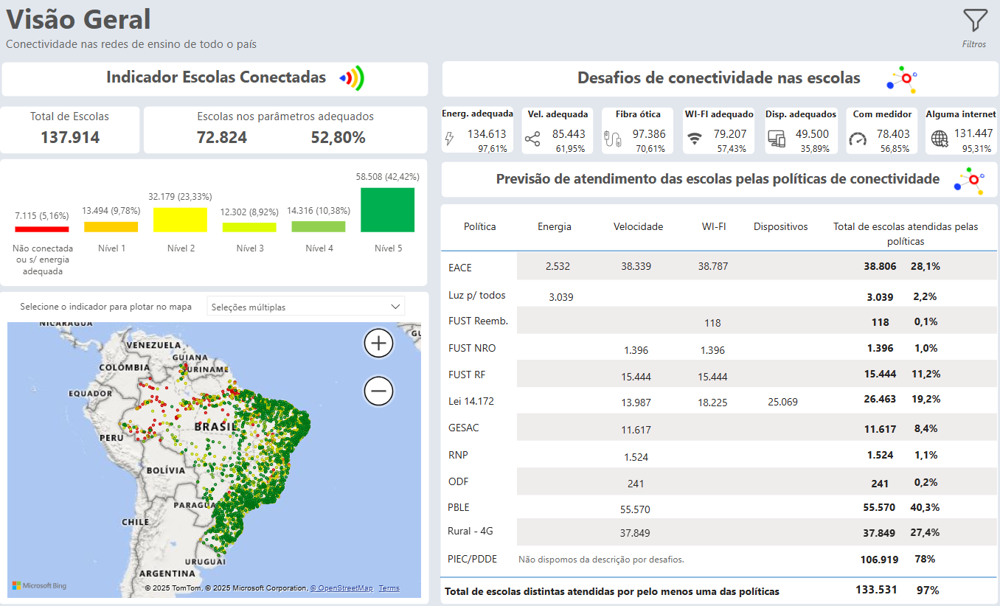 Visão Geral
Conectividade nas redes de ensino de todo o país
Filtros
Indicador Escolas Conectadas
Total de Escolas
137.914
Escolas nos parâmetros adequados
72.824 52,80%
7.115 (5,16%)
13.494 (9,78%)
32.179 (23,33%)
12.302 (8,92%)
14.316 (10,38%)
58.508 (42,42%)
Não conectada
ou s/ energia
adequada
Nível 1
Nível 2
Nível 3
Nível 4
Nível 5
Selecione o indicador para plotar no mapa
Seleções múltiplas
NICARÁGUA
VENEZUELA
GU
GUIANA
COLÔMBIA
SURINAME
EQUADOR
BRASIL
PERU
BOLÍVIA
PARAGUA
CHILE
URUGUAI
ARGENTINA
Microsoft Bing
© 2025 TomTom, © 2025 Microsoft Corporation, © OpenStreetMap Terms
Desafios de conectividade nas escolas
Energ. adequada
134.613
97,61%
Vel. adequada
85.443
61,95%
Fibra ótica
97.386
70,61%
WI-FI adequado
79.207
57,43%
Disp. adequados
49.500
35,89%
Com medidor
78.403
56,85%
Alguma internet
131.447
95,31%
Previsão de atendimento das escolas pelas políticas de conectividade
Política Energia Velocidade WI-FI Dispositivos Total de escolas atendidas pelas
políticas
EACE 2.532 38.339 38.787 38.806 28,1%
Luz p/ todos 3.039 3.039 2,2%
FUST Reemb. 118 118 0,1%
FUST NRO 1.396 1.396 1.396 1,0%
FUST RF 15.444 15.444 15.444 11,2%
Lei 14.172 13.987 18.225 25.069 26.463 19,2%
GESAC 11.617 11.617 8,4%
RNP 1.524 1.524 1,1%
ODF 241 241 0,2%
PBLE 55.570 55.570 40,3%
Rural - 4G 37.849 37.849 27,4%
PIEC/PDDE Não dispomos da descrição por desafios. 106.919 78%
Total de escolas distintas atendidas por pelo menos uma das políticas 133.531 97%